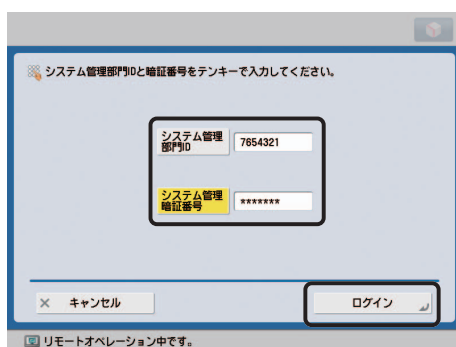 システム管理部門IDと暗証番号をテンキーで入力してください。
システム管理
部門ID
7654321
システム管理
暗証番号
*******
× キャンセル
ログイン
リモートオペレーション中です。